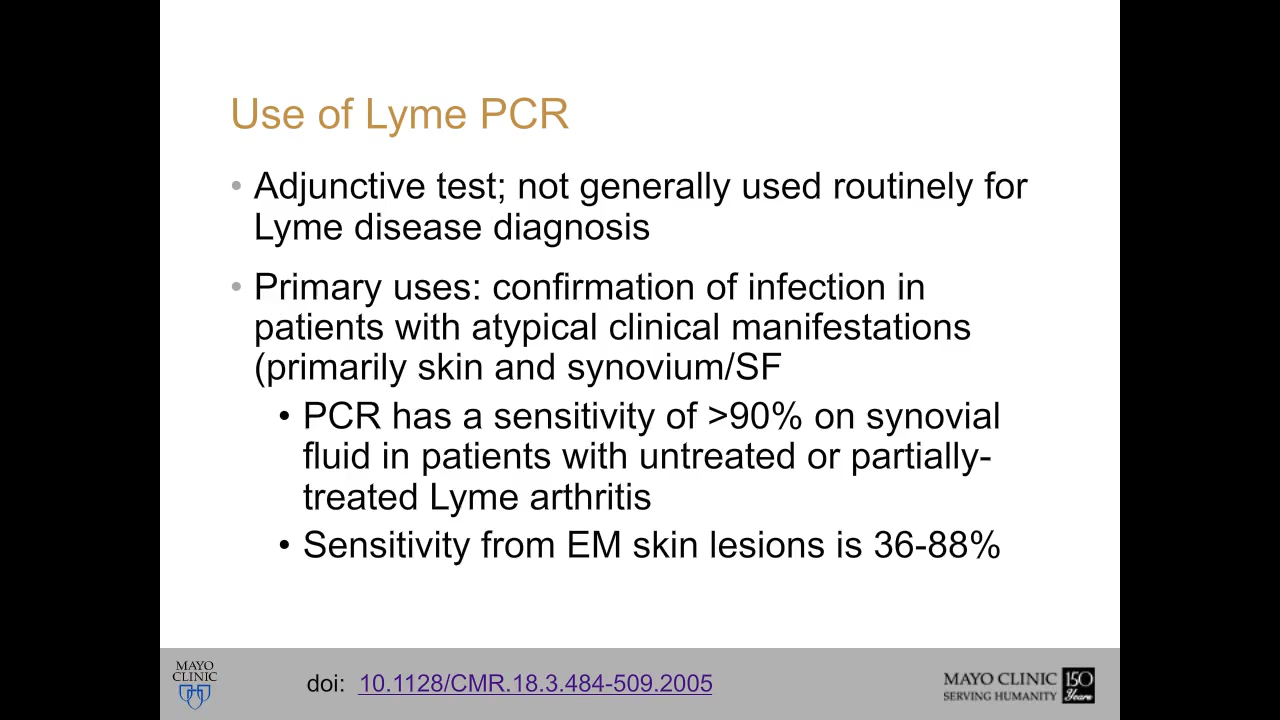 Use of Lyme PCR
• Adjunctive test; not generally used routinely for
Lyme disease diagnosis
• Primary uses: confirmation of infection in
patients with atypical clinical manifestations
(primarily skin and synovium/SF
• PCR has a sensitivity of >90% on synovial
fluid in patients with untreated or partially-
treated Lyme arthritis
• Sensitivity from EM skin lesions is 36-88%
MAYO
CLINIC
doi: 10.1128/CMR.18.3.484-509.2005
MAYO CLINIC
SERVING HUMANITY
150
Years